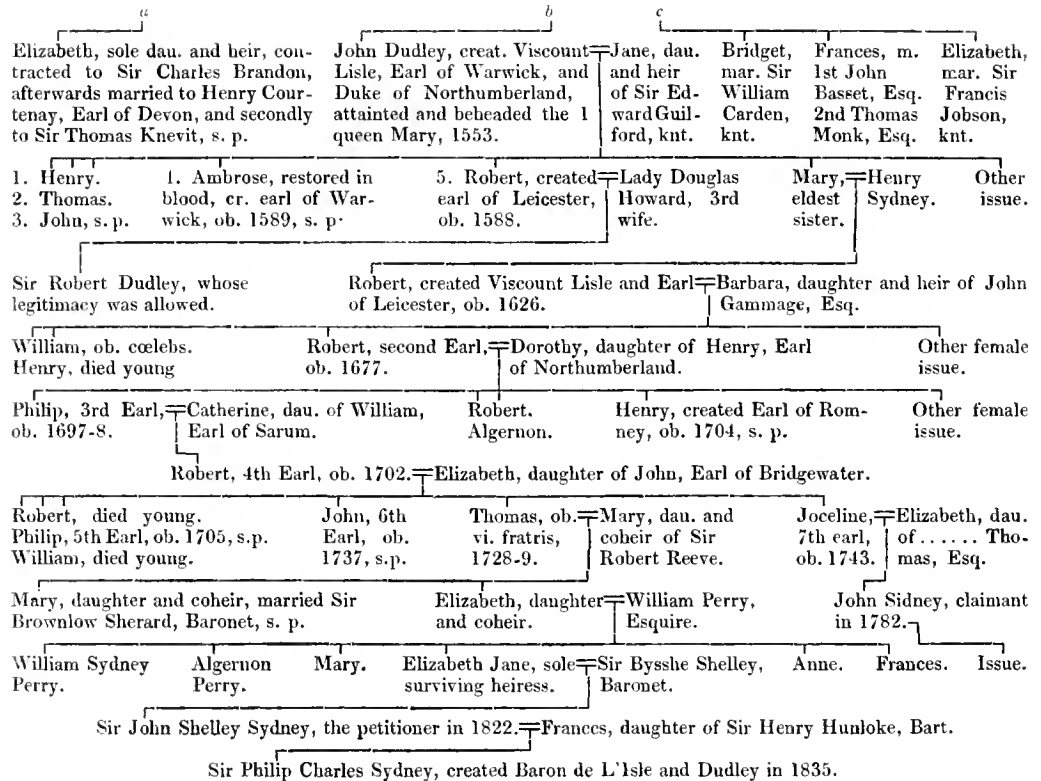 a
b
c
Elizabeth, sole dau. and heir, con-
tracted to Sir Charles Brandon,
afterwards married to Henry Cour-
tenay, Earl of Devon, and secondly
to Sir Thomas Knevit, s. p.
John Dudley, creat. Viscount
Lisle, Earl of Warwick, and
Duke of Northumberland,
attainted and beheaded the 1
queen Mary, 1553.
Jane, dau.
and heir
of Sir Ed-
ward Guil-
ford, knt.
Bridget,
mar. Sir
William
Carden,
knt.
Frances, m.
1st John
Basset, Esq.
2nd Thomas
Monk, Esq.
Elizabeth,
mar. Sir
Francis
Jobson,
knt.
1. Henry.
2. Thomas.
3. John, s. p.
1. Ambrose, restored in
blood, cr. earl of War-
wick, ob. 1589, s. p.
5. Robert, created
earl of Leicester,
ob. 1588.
Lady Douglas
Howard, 3rd
wife.
Mary,
eldest
sister.
Henry
Sydney.
Other
issue.
Sir Robert Dudley, whose
legitimacy was allowed.
Robert, created Viscount Lisle and Earl
of Leicester, ob. 1626.
Barbara, daughter and heir of John
Gammage, Esq.
William, ob. cœlebs.
Henry, died young
Robert, second Earl,
ob. 1677.
Dorothy, daughter of Henry, Earl
of Northumberland.
Other female
issue.
Philip, 3rd Earl,
ob. 1697-8.
Catherine, dau. of William,
Earl of Sarum.
Robert.
Algernon.
Henry, created Earl of Rom-
ney, ob. 1704, s. p.
Other female
issue.
Robert, 4th Earl, ob. 1702.
Elizabeth, daughter of John, Earl of Bridgewater.
Robert, died young.
Philip, 5th Earl, ob. 1705, s.p.
William, died young.
John, 6th
Earl, ob.
1737, s.p.
Thomas, ob.
vi. fratris,
1728-9.
Mary, dau. and
coheir of Sir
Robert Reeve.
Joceline,
7th earl,
ob. 1743.
Elizabeth, dau.
of ...... Tho-
mas, Esq.
Mary, daughter and coheir, married Sir
Brownlow Sherard, Baronet, s. p.
Elizabeth, daughter
and coheir.
William Perry,
Esquire.
John Sidney, claimant
in 1782.
William Sydney
Perry.
Algernon
Perry.
Mary.
Elizabeth Jane, sole
surviving heiress.
Sir Bysshe Shelley,
Baronet.
Anne.
Frances.
Issue.
Sir John Shelley Sydney, the petitioner in 1822.
Frances, daughter of Sir Henry Hunloke, Bart.
Sir Philip Charles Sydney, created Baron de L'Isle and Dudley in 1835.